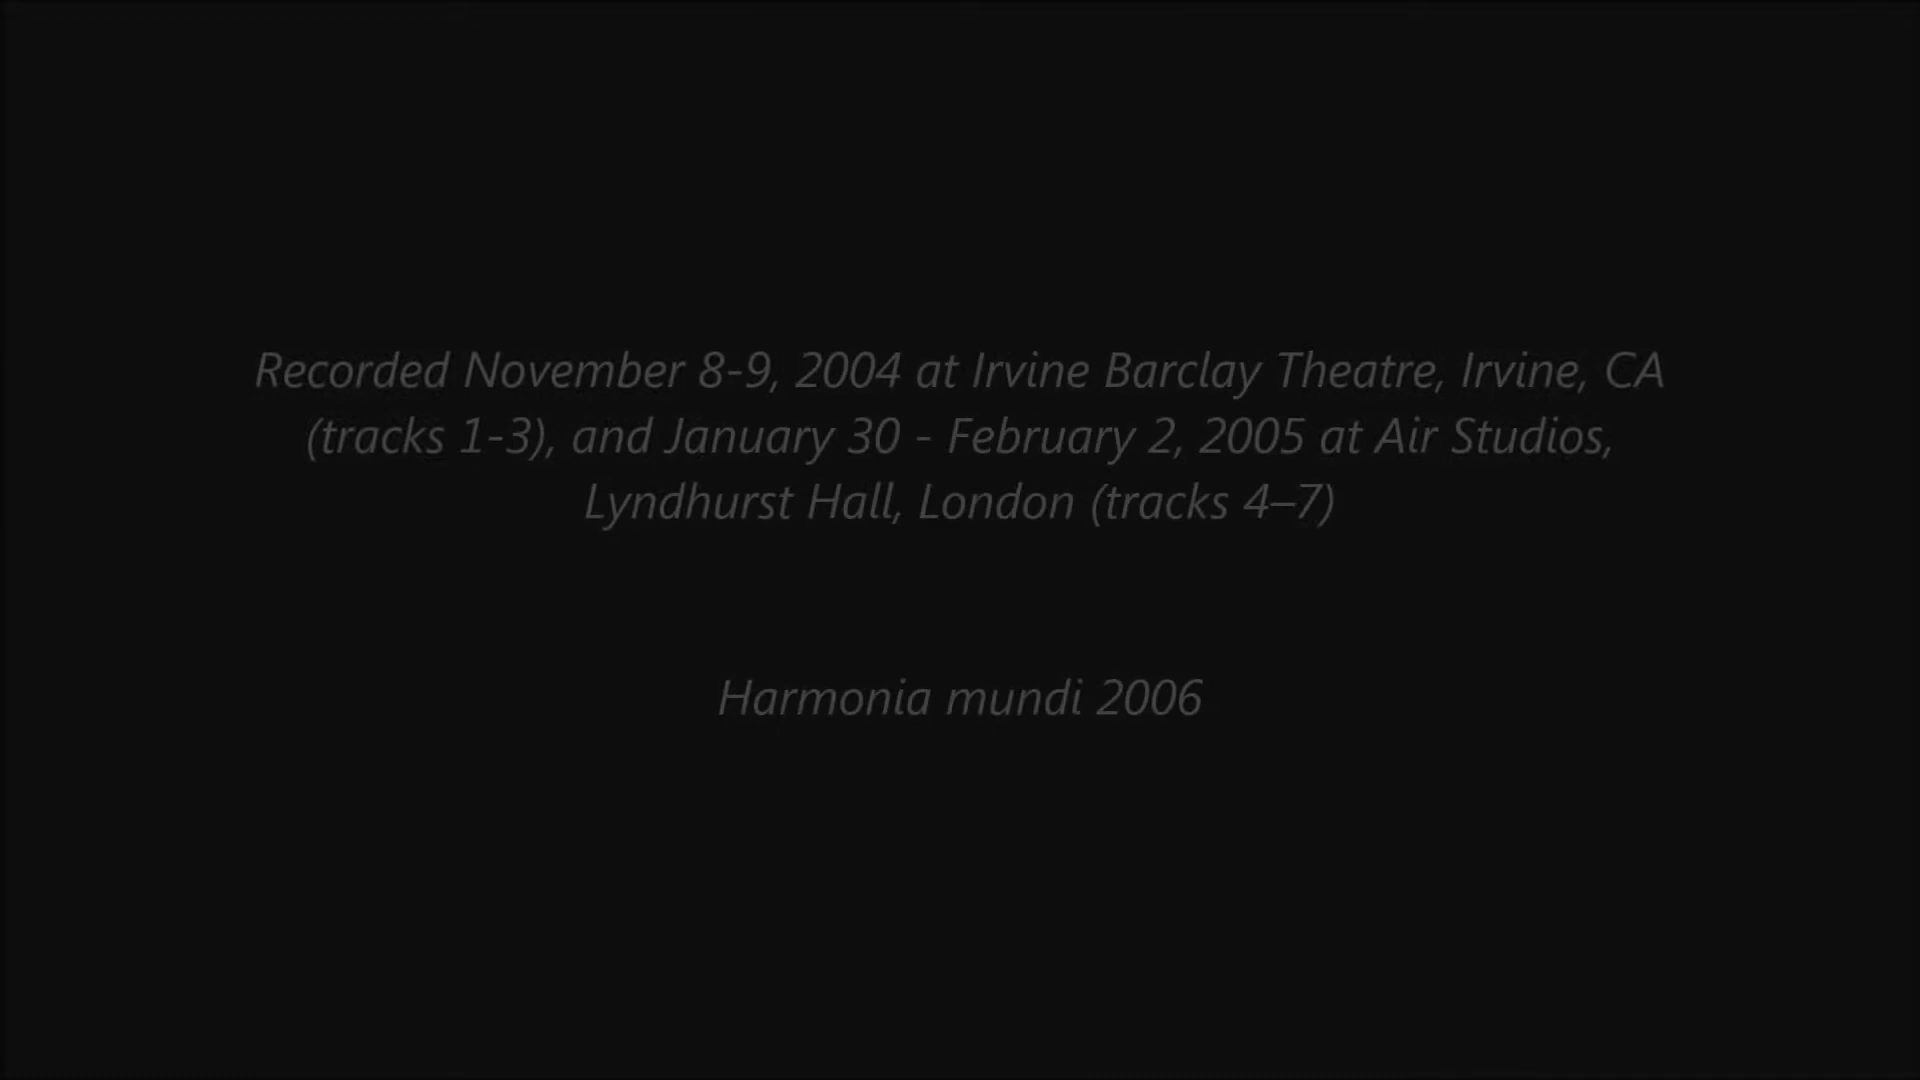 Recorded November 8-9, 2004 at Irvine Barclay Theatre, Irvine, CA
(tracks 1-3), and January 30 - February 2, 2005 at Air Studios,
Lyndhurst Hall, London (tracks 4–7)
Harmonia mundi 2006